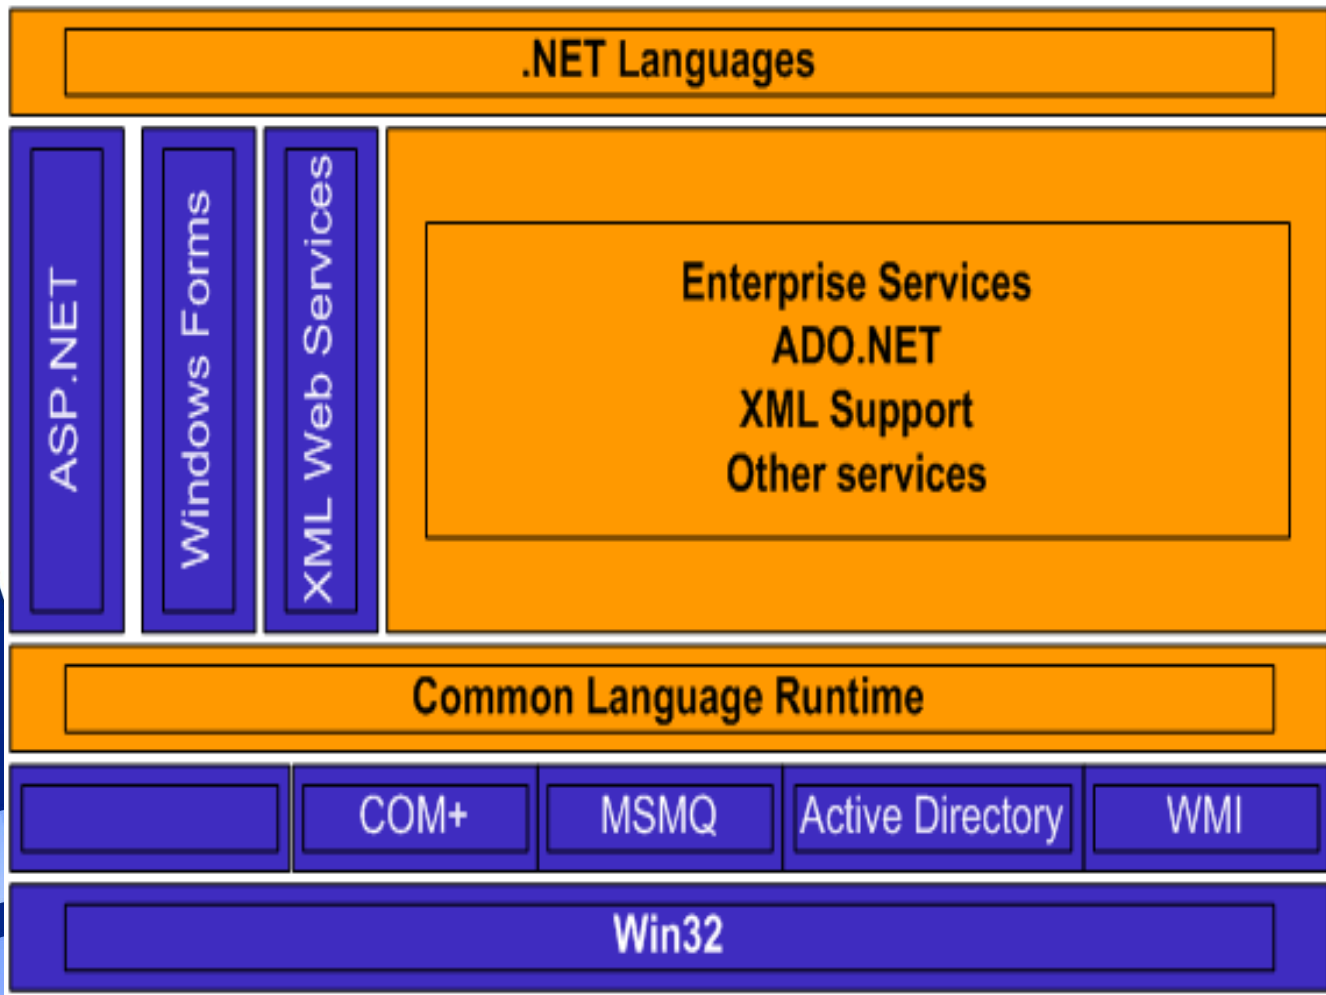 .NET Languages
ASP.NET
Windows Forms
XML Web Services
Enterprise Services
ADO.NET
XML Support
Other services
Common Language Runtime
COM+
MSMQ
Active Directory
WMI
Win32